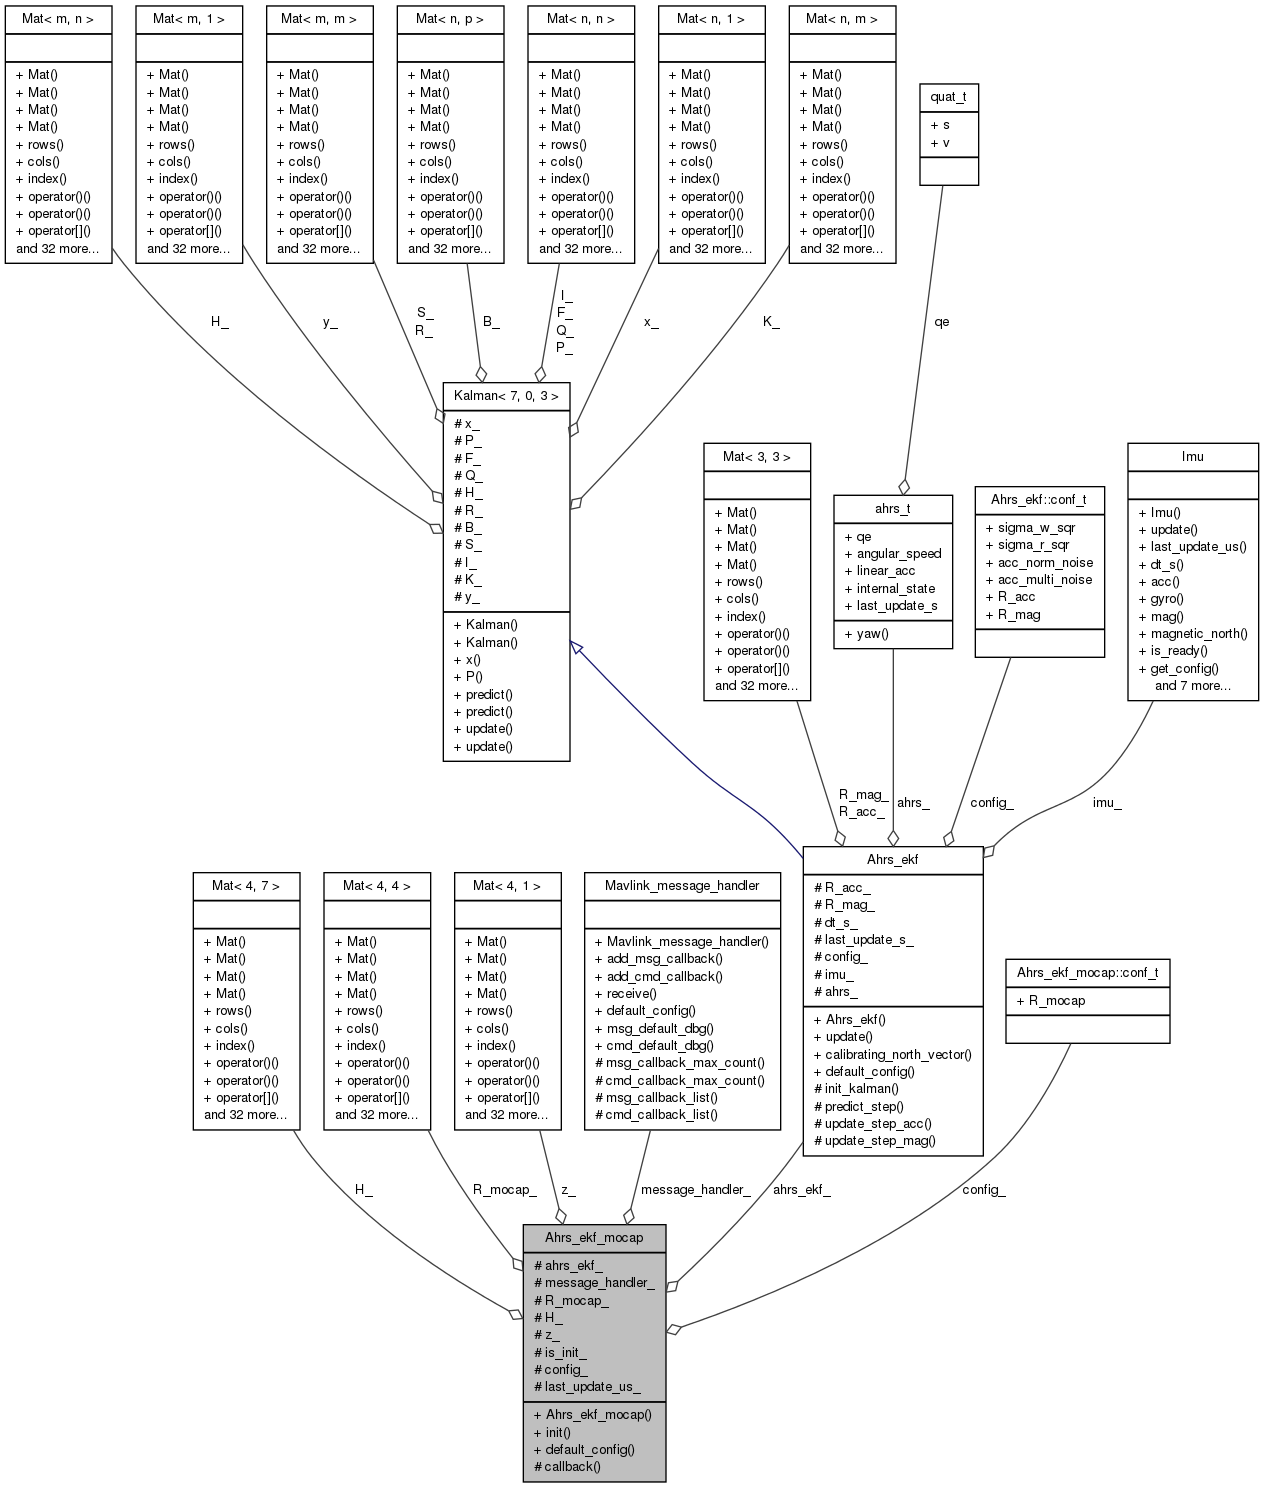 Mat< m, n >
+ Mat()
+ Mat()
+ Mat()
+ Mat()
+ rows()
+ cols()
+ index()
+ operator()()
+ operator()()
+ operator[]()
and 32 more...
Mat< m, 1 >
+ Mat()
+ Mat()
+ Mat()
+ Mat()
+ rows()
+ cols()
+ index()
+ operator()()
+ operator()()
+ operator[]()
and 32 more...
Mat< m, m >
+ Mat()
+ Mat()
+ Mat()
+ Mat()
+ rows()
+ cols()
+ index()
+ operator()()
+ operator()()
+ operator[]()
and 32 more...
Mat< n, p >
+ Mat()
+ Mat()
+ Mat()
+ Mat()
+ rows()
+ cols()
+ index()
+ operator()()
+ operator()()
+ operator[]()
and 32 more...
Mat< n, n >
+ Mat()
+ Mat()
+ Mat()
+ Mat()
+ rows()
+ cols()
+ index()
+ operator()()
+ operator()()
+ operator[]()
and 32 more...
Mat< n, 1 >
+ Mat()
+ Mat()
+ Mat()
+ Mat()
+ rows()
+ cols()
+ index()
+ operator()()
+ operator()()
+ operator[]()
and 32 more...
Mat< n, m >
+ Mat()
+ Mat()
+ Mat()
+ Mat()
+ rows()
+ cols()
+ index()
+ operator()()
+ operator()()
+ operator[]()
and 32 more...
quat_t
+ s
+ v
H_
y_
S_
R_
B_
I_
F_
Q_
P_
x_
K_
qe
Kalman< 7, 0, 3 >
# x_
# P_
# F_
# Q_
# H_
# R_
# B_
# S_
# I_
# K_
# y_
+ Kalman()
+ Kalman()
+ x()
+ P()
+ predict()
+ predict()
+ update()
+ update()
Mat< 3, 3 >
+ Mat()
+ Mat()
+ Mat()
+ Mat()
+ rows()
+ cols()
+ index()
+ operator()()
+ operator()()
+ operator[]()
and 32 more...
ahrs_t
+ qe
+ angular_speed
+ linear_acc
+ internal_state
+ last_update_s
+ yaw()
Ahrs_ekf::conf_t
+ sigma_w_sqr
+ sigma_r_sqr
+ acc_norm_noise
+ acc_multi_noise
+ R_acc
+ R_mag
Imu
+ Imu()
+ update()
+ last_update_us()
+ dt_s()
+ acc()
+ gyro()
+ mag()
+ magnetic_north()
+ is_ready()
+ get_config()
and 7 more...
R_mag_
R_acc_
ahrs_
config_
imu_
Mat< 4, 7 >
+ Mat()
+ Mat()
+ Mat()
+ Mat()
+ rows()
+ cols()
+ index()
+ operator()()
+ operator()()
+ operator[]()
and 32 more...
Mat< 4, 4 >
+ Mat()
+ Mat()
+ Mat()
+ Mat()
+ rows()
+ cols()
+ index()
+ operator()()
+ operator()()
+ operator[]()
and 32 more...
Mat< 4, 1 >
+ Mat()
+ Mat()
+ Mat()
+ Mat()
+ rows()
+ cols()
+ index()
+ operator()()
+ operator()()
+ operator[]()
and 32 more...
Mavlink_message_handler
+ Mavlink_message_handler()
+ add_msg_callback()
+ add_cmd_callback()
+ receive()
+ default_config()
+ msg_default_dbg()
+ cmd_default_dbg()
# msg_callback_max_count()
# cmd_callback_max_count()
# msg_callback_list()
# cmd_callback_list()
Ahrs_ekf
# R_acc_
# R_mag_
# dt_s_
# last_update_s_
# config_
# imu_
# ahrs_
+ Ahrs_ekf()
+ update()
+ calibrating_north_vector()
+ default_config()
# init_kalman()
# predict_step()
# update_step_acc()
# update_step_mag()
Ahrs_ekf_mocap::conf_t
+ R_mocap
H_
R_mocap_
z_
message_handler_
ahrs_ekf_
config_
Ahrs_ekf_mocap
# ahrs_ekf_
# message_handler_
# R_mocap_
# H_
# z_
# is_init_
# config_
# last_update_us_
+ Ahrs_ekf_mocap()
+ init()
+ default_config()
# callback()